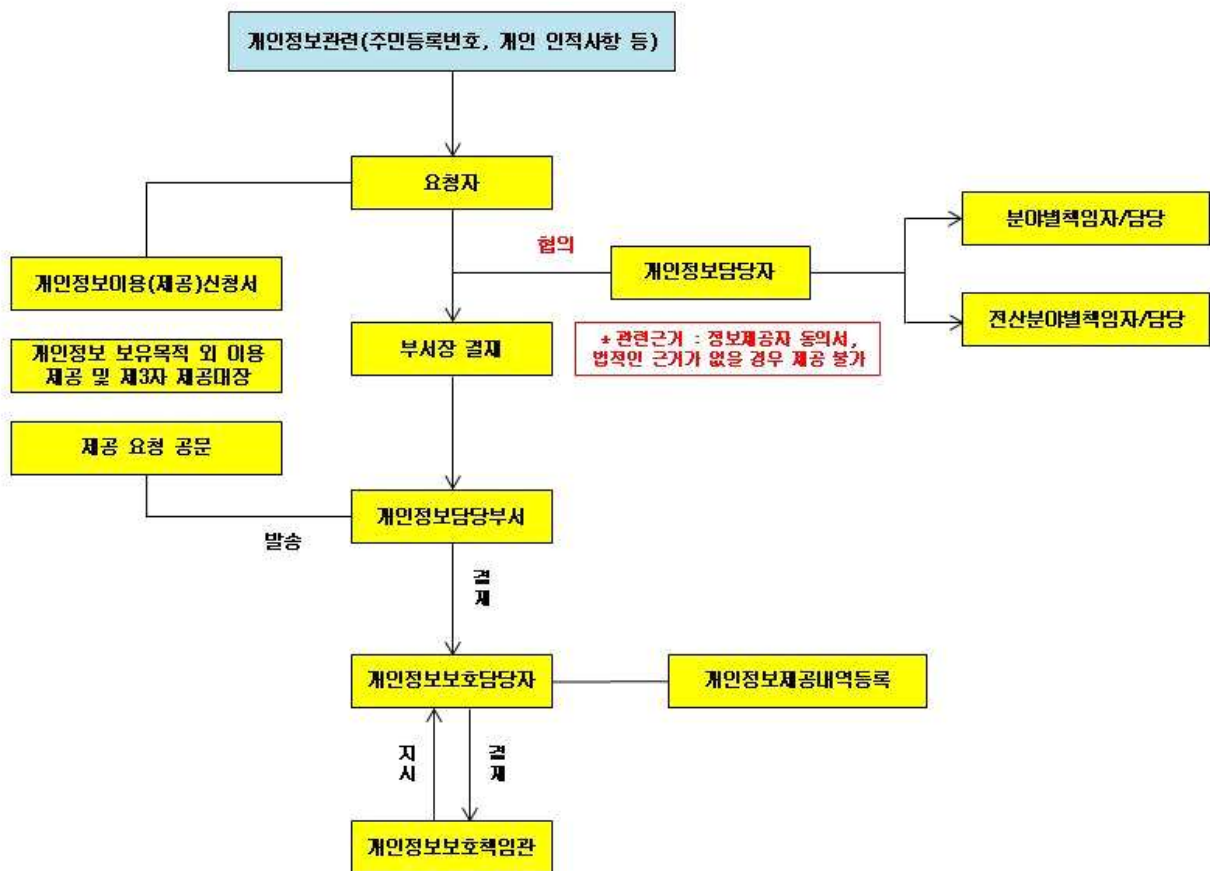 개인정보관련(주민등록번호, 개인 인적사항 등)
요청자
분야별책임자/담당
협의
개인정보담당자
개인정보이용(제공)신청서
전산분야별책임자/담당
부서장 결재
* 관련근거 : 정보제공자 동의서,
법적인 근거가 없을 경우 제공 불가
개인정보 보유목적 외 이용
제공 및 제3자 제공대장
제공 요청 공문
개인정보담당부서
발송
결
재
개인정보보호담당자
개인정보제공내역등록
지
시
결
재
개인정보보호책임관